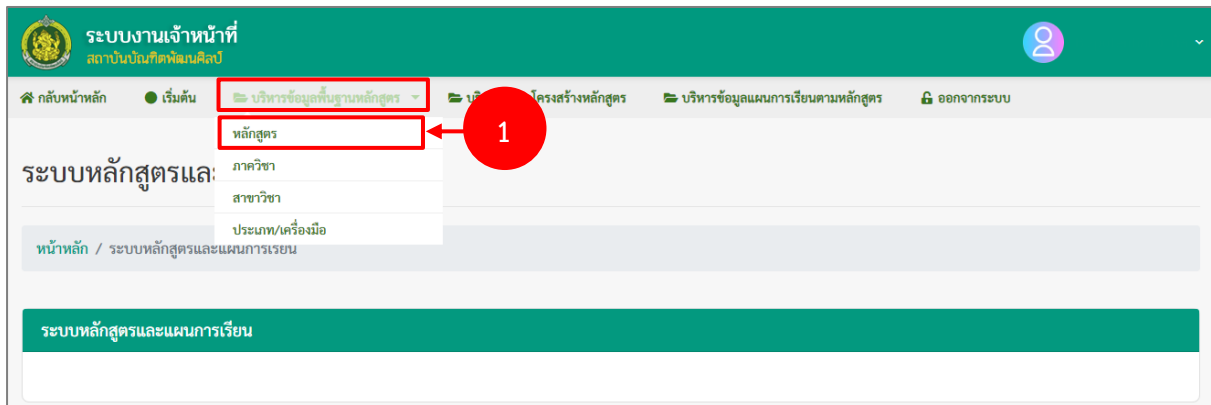 ระบบงานเจ้าหน้าที่
สถาบันบัณฑิตพัฒนศิลป์
กลับหน้าหลัก เริ่มต้น บริหารข้อมูลพื้นฐานหลักสูตร โครงสร้างหลักสูตร บริหารข้อมูลแผนการเรียนตามหลักสูตร ออกจากระบบ
หลักสูตร
1
ภาควิชา
สาขาวิชา
ประเภท/เครื่องมือ
ระบบหลักสูตรและ
หน้าหลัก / ระบบหลักสูตรและแผนการเรียน
ระบบหลักสูตรและแผนการเรียน